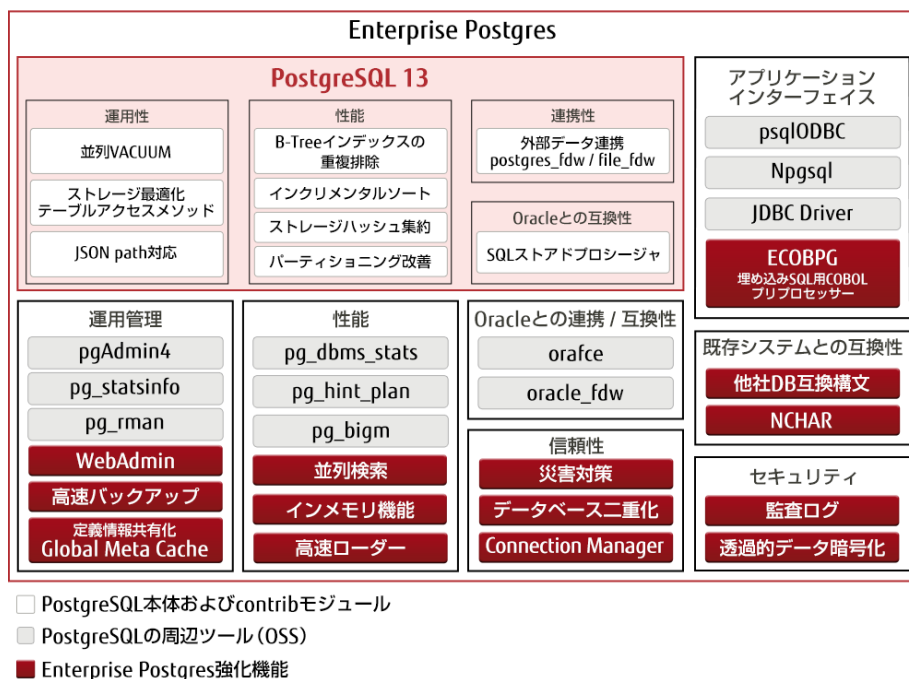 Enterprise Postgres
PostgreSQL 13
運用性
並列VACUUM
ストレージ最適化
テーブルアクセスメソッド
JSON path対応
性能
B-Treeインデックスの
重複排除
インクリメンタルソート
ストレージハッシュ集約
パーティショニング改善
連携性
外部データ連携
postgres_fdw / file_fdw
Oracleとの互換性
SQLストアドプロシージャ
アプリケーション
インターフェイス
psqlODBC
Npgsql
JDBC Driver
ECOBPG
埋め込みSQL用COBOL
プリプロセッサー
運用管理
pgAdmin4
pg_statsinfo
pg_rman
WebAdmin
高速バックアップ
定義情報共有化
Global Meta Cache
性能
pg_dbms_stats
pg_hint_plan
pg_bigm
並列検索
インメモリ機能
高速ローダー
Oracleとの連携 / 互換性
orafce
oracle_fdw
信頼性
災害対策
データベース二重化
Connection Manager
既存システムとの互換性
他社DB互換構文
NCHAR
セキュリティ
監査ログ
透過的データ暗号化
PostgreSQL本体およびcontribモジュール
PostgreSQLの周辺ツール（OSS）
Enterprise Postgres強化機能